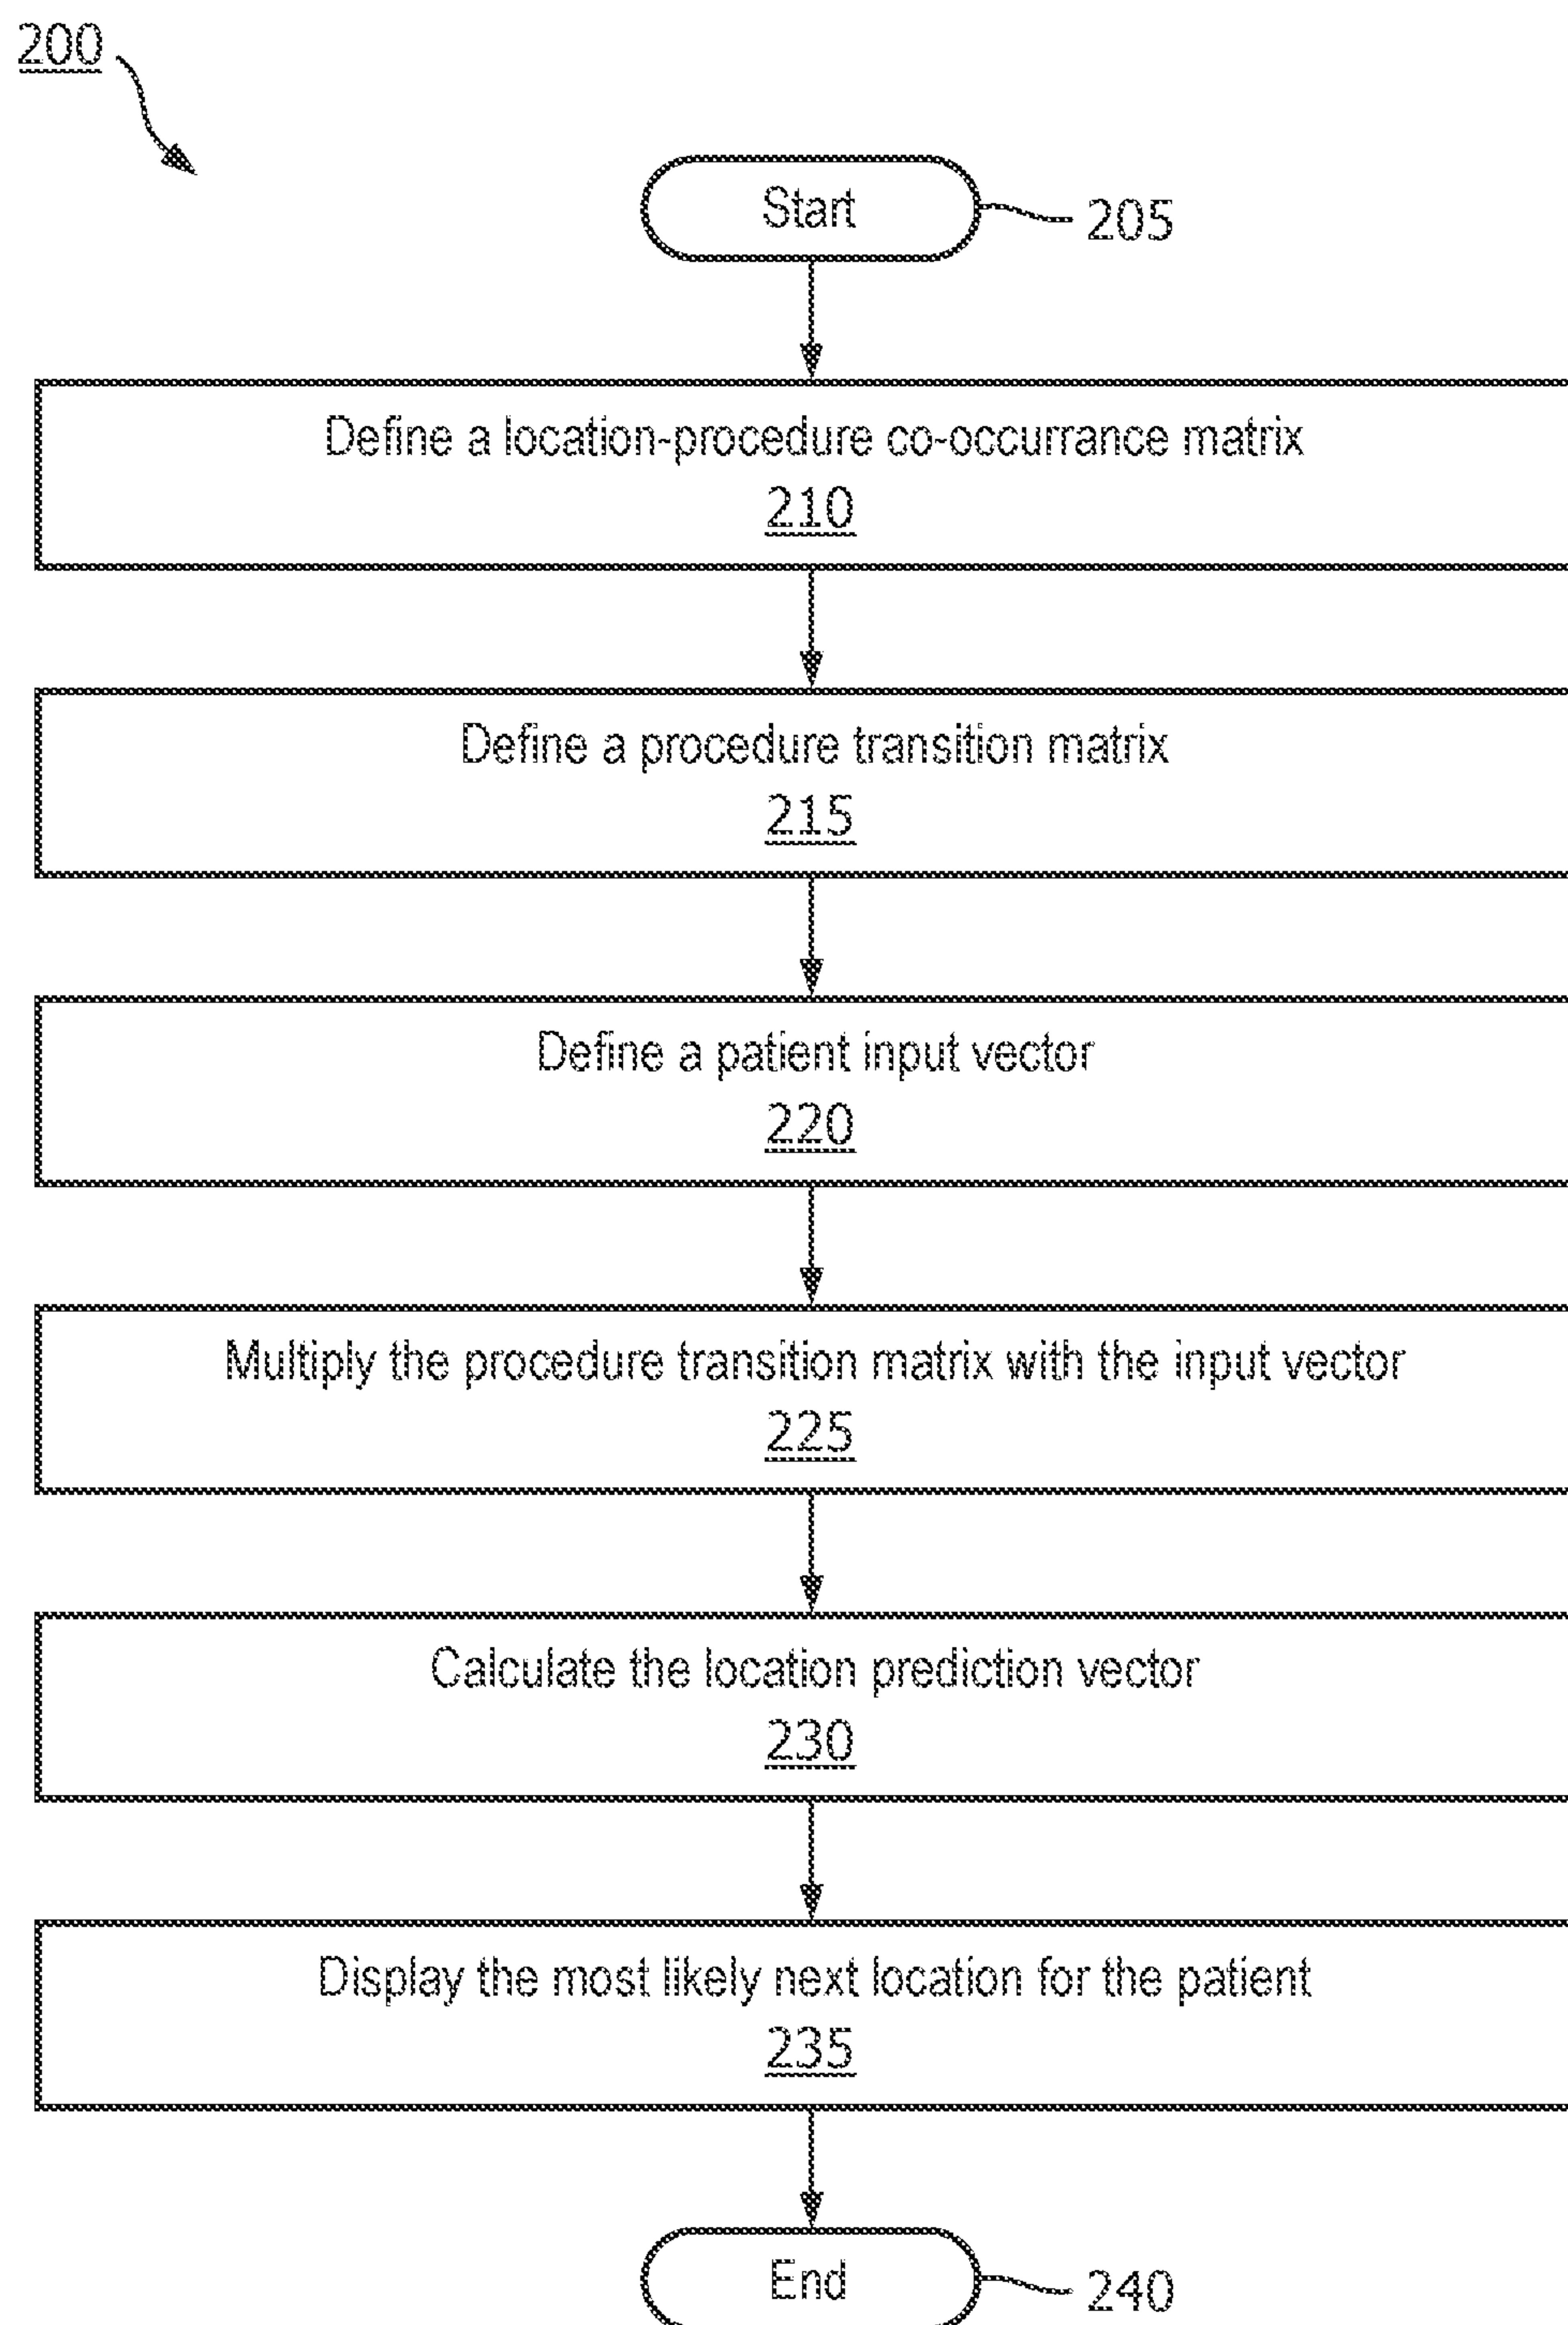 200
Start
205
Define a location-procedure co-occurrance matrix
210
Define a procedure transition matrix
215
Define a patient input vector
220
Multiply the procedure transition matrix with the input vector
225
Calculate the location prediction vector
230
Display the most likely next location for the patient
235
End
240